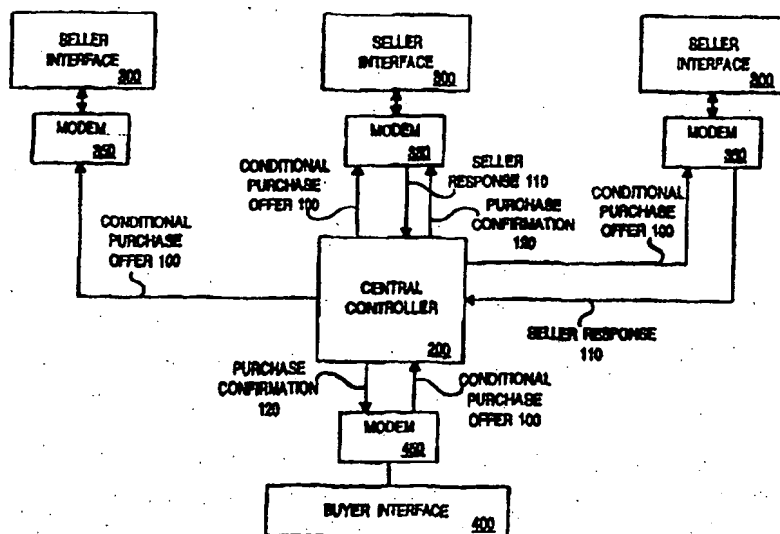 SELLER
INTERFACE
300
SELLER
INTERFACE
300
SELLER
INTERFACE
300
MODEM
350
MODEM
350
MODEM
350
CONDITIONAL
PURCHASE
OFFER 100
SELLER
RESPONSE 110
PURCHASE
CONFIRMATION
120
CONDITIONAL
PURCHASE
OFFER 100
CONDITIONAL
PURCHASE
OFFER 100
CENTRAL
CONTROLLER
200
SELLER RESPONSE
110
PURCHASE
CONFIRMATION
120
CONDITIONAL
PURCHASE
OFFER 100
MODEM
450
BUYER INTERFACE
400